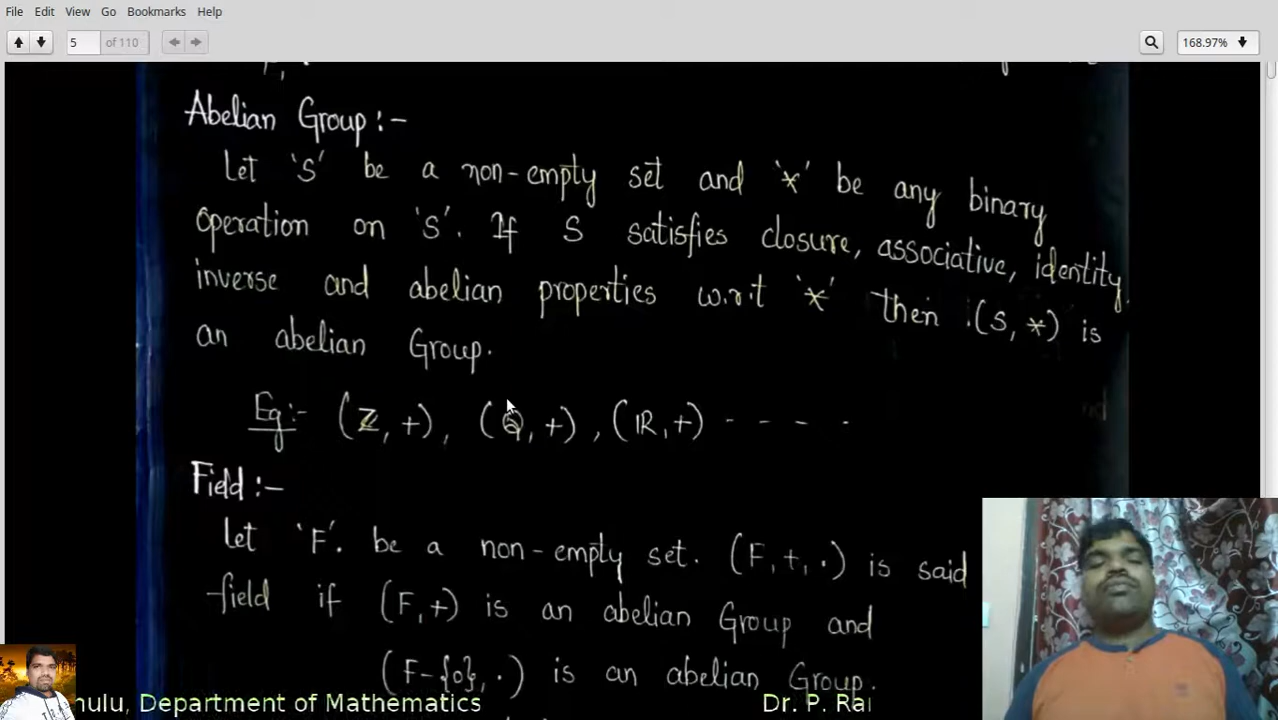 File Edit View Go Bookmarks Help
5 of 110 168.97%
Abelian Group :-
Let 'S' be a non-empty set and '*' be any binary
operation on 'S'. If S satisfies closure, associative, identity
inverse and abelian properties w.r.t '*' then (S, *) is
an abelian Group.
Eg:- (Z, +), (Q, +), (R, +) - - - -
Field :-
Let 'F'. be a non-empty set. (F, +, .) is said
field if (F, +) is an abelian Group and
(F-{0}, .) is an abelian Group.
nulu, Department of Mathematics Dr. P. Rai